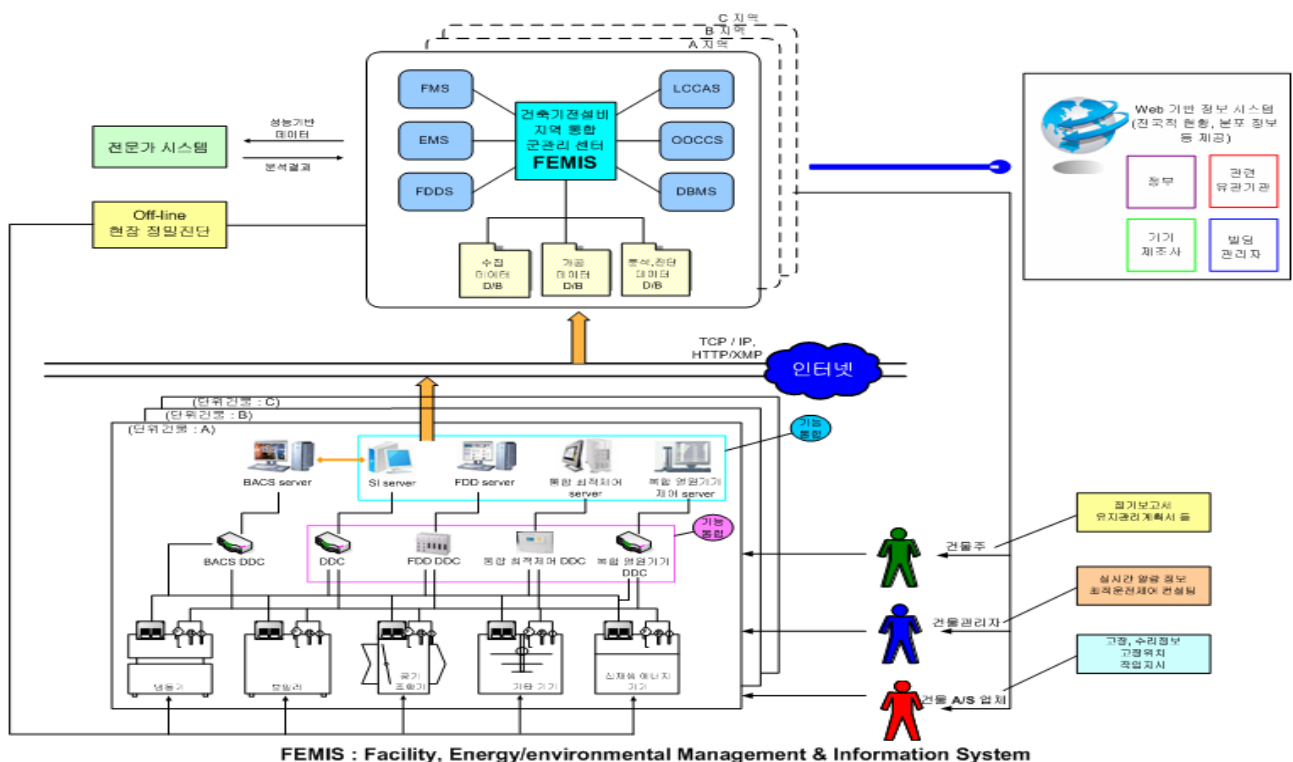 C 지역
B 지역
A 지역
FMS
EMS
FDDS
건축기전설비
지역 통합
군관리 센터
FEMIS
LCCAS
OOCCS
DBMS
수집
데이터
D/B
가공
데이터
D/B
분석,진단
데이터
D/B
전문가 시스템
성능기반
데이터
분석결과
Off-line
현장 정밀진단
Web 기반 정보 시스템
(전국적 현황, 분포 정보
등 제공)
정부
관련
유관기관
기기
제조사
빌딩
관리자
TCP / IP,
HTTP/XMP
인터넷
(단위건물 : C)
(단위건물 : B)
(단위건물 : A)
기능
통합
BACS server
SI server
FDD server
통합 최적제어
server
복합 열원기기
제어 server
기능
통합
BACS DDC
DDC
FDD DDC
통합 최적제어 DDC
복합 열원기기
DDC
냉동기
보일러
공기
조화기
기타 기기
신재생 에너지
기기
건물주
정기보고서
유지관리계획서 등
건물관리자
실시간 열람 정보
최적운전제어 컨설팅
건물 A/S 업체
고장, 수리정보
고장위치
작업지시
FEMIS : Facility, Energy/environmental Management & Information System